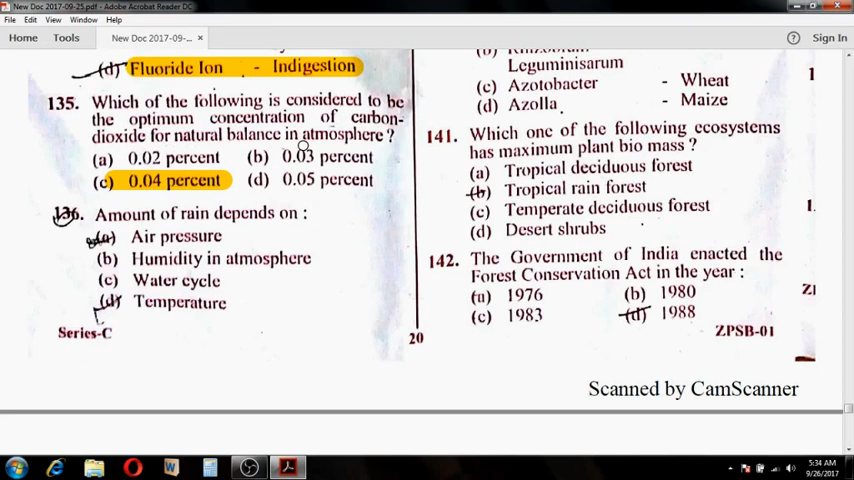 New Doc 2017-09-25.pdf - Adobe Acrobat Reader DC
File Edit View Window Help
Home Tools New Doc 2017-09-... × Sign In
(d) Fluoride Ion - Indigestion
135. Which of the following is considered to be
the optimum concentration of carbon-
dioxide for natural balance in atmosphere ?
(a) 0.02 percent (b) 0.03 percent
(c) 0.04 percent (d) 0.05 percent
136. Amount of rain depends on :
(a) Air pressure
(b) Humidity in atmosphere
(c) Water cycle
(d) Temperature
Series-C
20
(b)
Leguminisarum
(c) Azotobacter - Wheat
(d) Azolla - Maize
141. Which one of the following ecosystems
has maximum plant bio mass ?
(a) Tropical deciduous forest
(b) Tropical rain forest
(c) Temperate deciduous forest
(d) Desert shrubs
142. The Government of India enacted the
Forest Conservation Act in the year :
(a) 1976 (b) 1980
(c) 1983 (d) 1988
ZPSB-01
Scanned by CamScanner
5:34 AM
9/26/2017